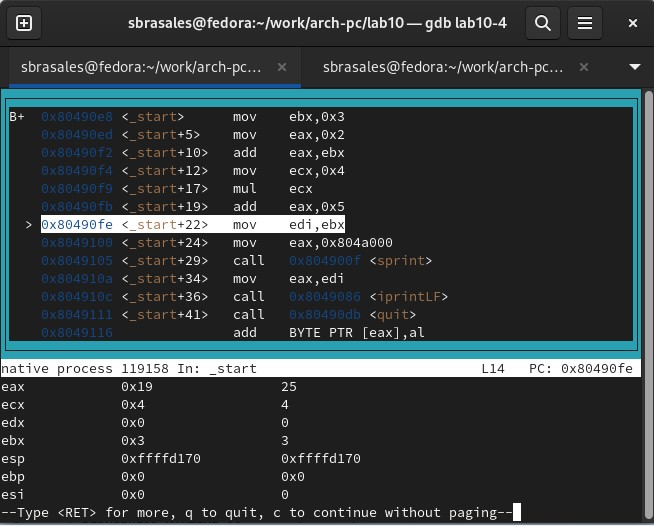 sbrasales@fedora:~/work/arch-pc/lab10 — gdb lab10-4
sbrasales@fedora:~/work/arch-pc... sbrasales@fedora:~/work/arch-pc...
B+ 0x80490e8 <_start> mov ebx,0x3
0x80490ed <_start+5> mov eax,0x2
0x80490f2 <_start+10> add eax,ebx
0x80490f4 <_start+12> mov ecx,0x4
0x80490f9 <_start+17> mul ecx
0x80490fb <_start+19> add eax,0x5
> 0x80490fe <_start+22> mov edi,ebx
0x8049100 <_start+24> mov eax,0x804a000
0x8049105 <_start+29> call 0x804900f <sprint>
0x804910a <_start+34> mov eax,edi
0x804910c <_start+36> call 0x8049086 <iprintLF>
0x8049111 <_start+41> call 0x80490db <quit>
0x8049116 add BYTE PTR [eax],al
native process 119158 In: _start L14 PC: 0x80490fe
eax 0x19 25
ecx 0x4 4
edx 0x0 0
ebx 0x3 3
esp 0xffffd170 0xffffd170
ebp 0x0 0x0
esi 0x0 0
--Type <RET> for more, q to quit, c to continue without paging--